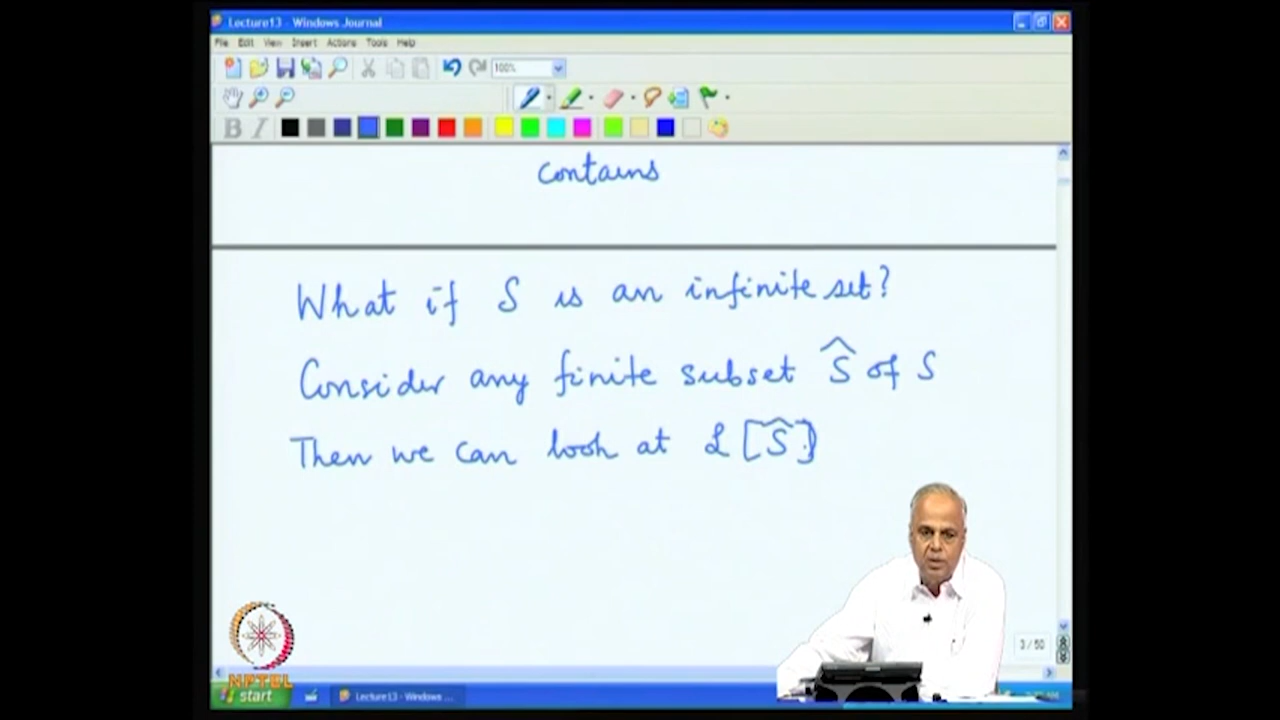 Lecture13 - Windows Journal
File Edit View Insert Actions Tools Help
100%
B I
contains
What if S is an infinite set?
Consider any finite subset Ŝ of S
Then we can look at L[Ŝ]
3 / 50
NPTEL
start Lecture13 - Windows ...